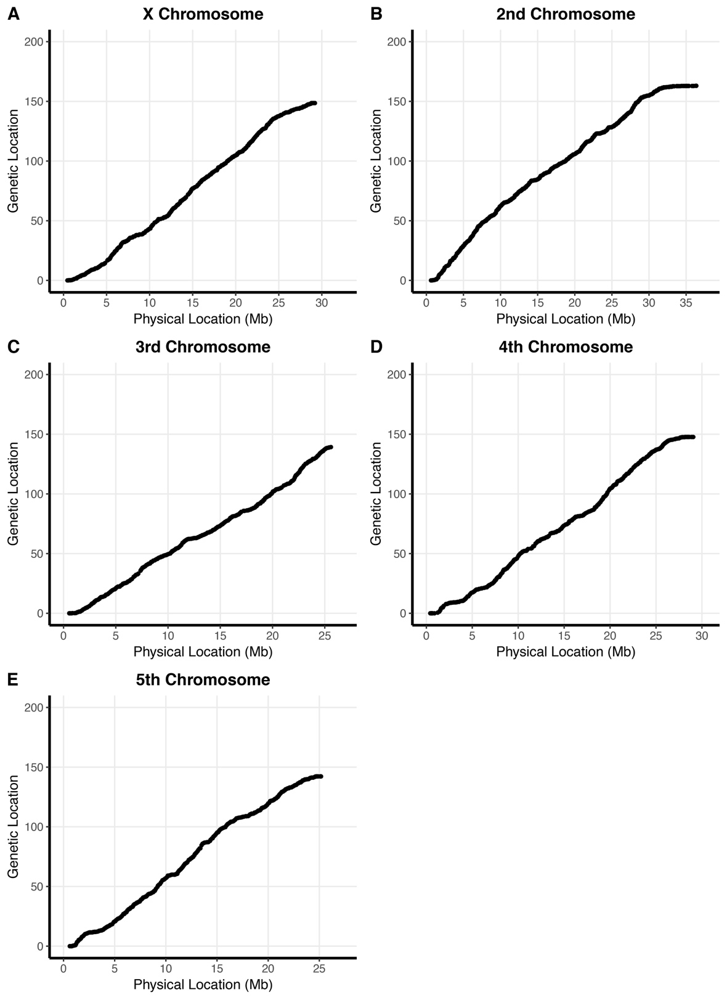 A X Chromosome
200
150
100
50
0
Genetic Location
0 5 10 15 20 25 30
Physical Location (Mb)
B 2nd Chromosome
200
150
100
50
0
Genetic Location
0 5 10 15 20 25 30 35
Physical Location (Mb)
C 3rd Chromosome
200
150
100
50
0
Genetic Location
0 5 10 15 20 25
Physical Location (Mb)
D 4th Chromosome
200
150
100
50
0
Genetic Location
0 5 10 15 20 25 30
Physical Location (Mb)
E 5th Chromosome
200
150
100
50
0
Genetic Location
0 5 10 15 20 25
Physical Location (Mb)